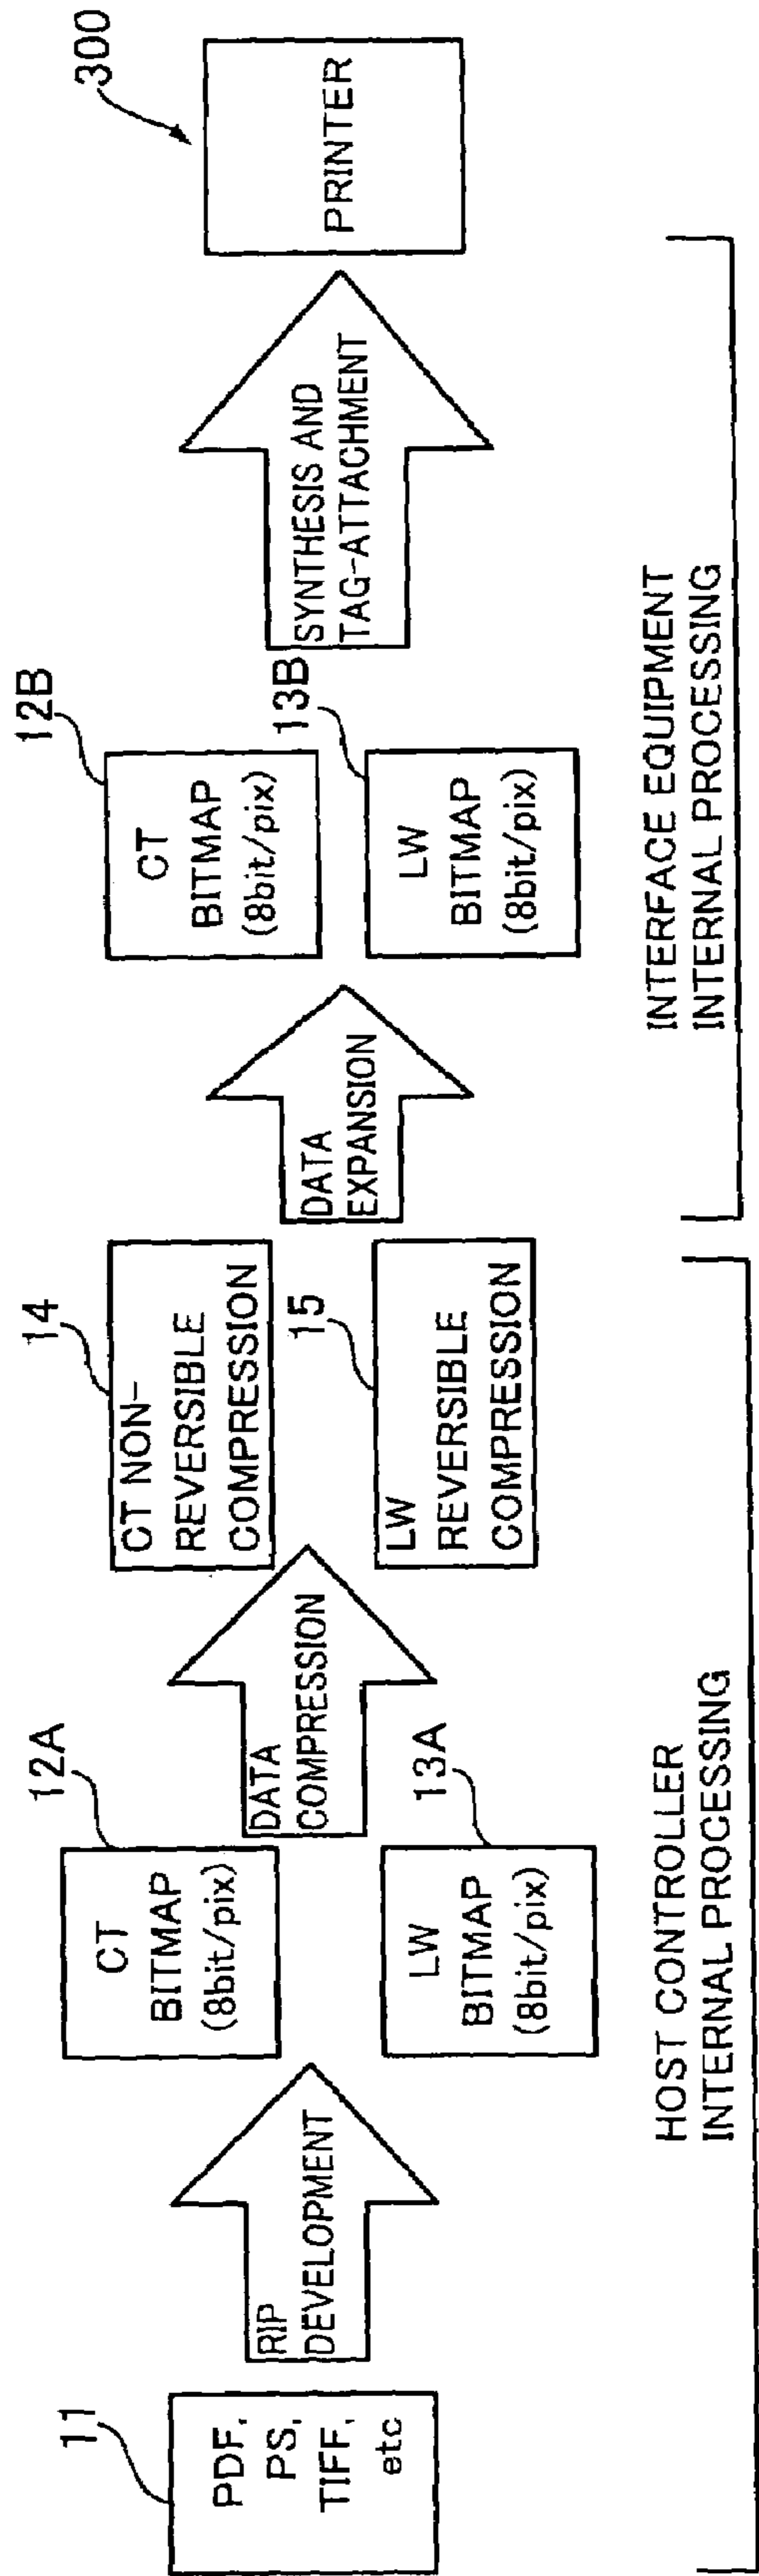 11
PDF,
PS,
TIFF,
etc
RIP
DEVELOPMENT
12A
CT
BITMAP
(8bit/pix)
13A
LW
BITMAP
(8bit/pix)
DATA
COMPRESSION
14
CT NON-
REVERSIBLE
COMPRESSION
15
LW
REVERSIBLE
COMPRESSION
DATA
EXPANSION
12B
CT
BITMAP
(8bit/pix)
13B
LW
BITMAP
(8bit/pix)
SYNTHESIS AND
TAG-ATTACHMENT
300
PRINTER
HOST CONTROLLER
INTERNAL PROCESSING
INTERFACE EQUIPMENT
INTERNAL PROCESSING